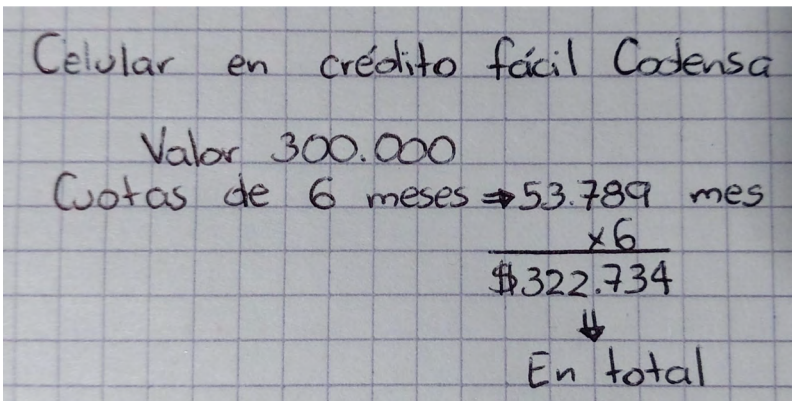 Celular en crédito fácil Codensa
Valor 300.000
Cuotas de 6 meses ⇒ 53.789 mes
x6
$322.734
⇓
En total